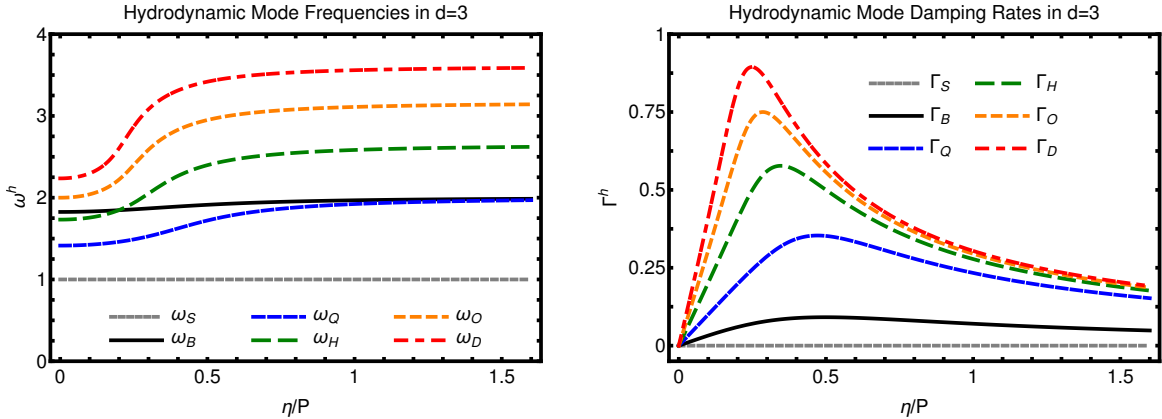 Hydrodynamic Mode Frequencies in d=3
4
3
2
1
0
ω^h
ω_S ω_Q ω_O
ω_B ω_H ω_D
0 0.5 1.0 1.5
η/P
Hydrodynamic Mode Damping Rates in d=3
1
0.75
0.5
0.25
0
Γ^h
Γ_S Γ_H
Γ_B Γ_O
Γ_Q Γ_D
0 0.5 1.0 1.5
η/P